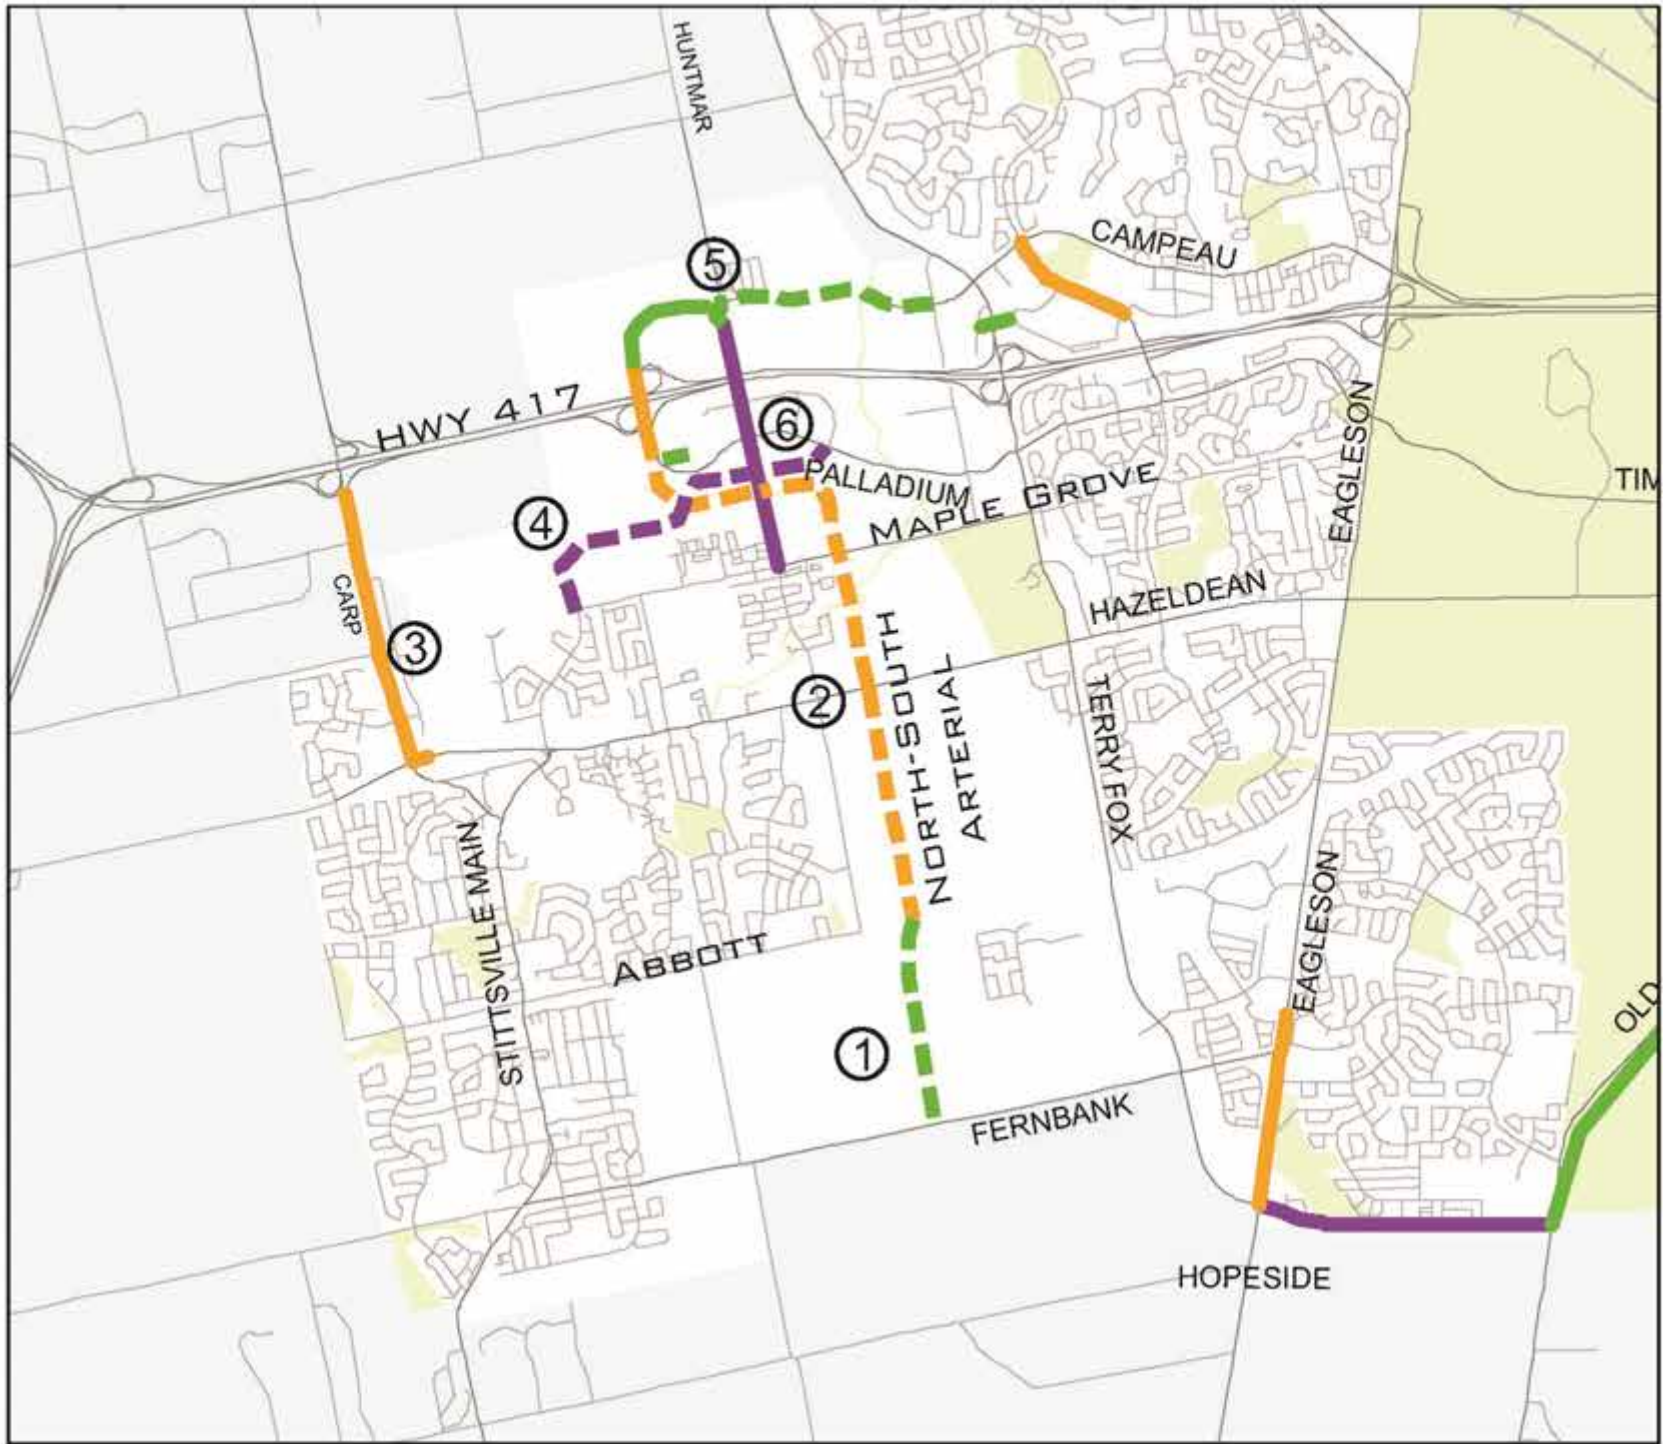 HUNTMAR
CAMPEAU
5
HWY 417
6
EAGLESON
PALLADIUM
MAPLE GROVE
TIM
4
CARP
HAZELDEAN
3
2
NORTH-SOUTH
ARTERIAL
TERRY FOX
STITTSVILLE MAIN
ABBOTT
EAGLESON
OLD
1
FERNBANK
HOPESIDE